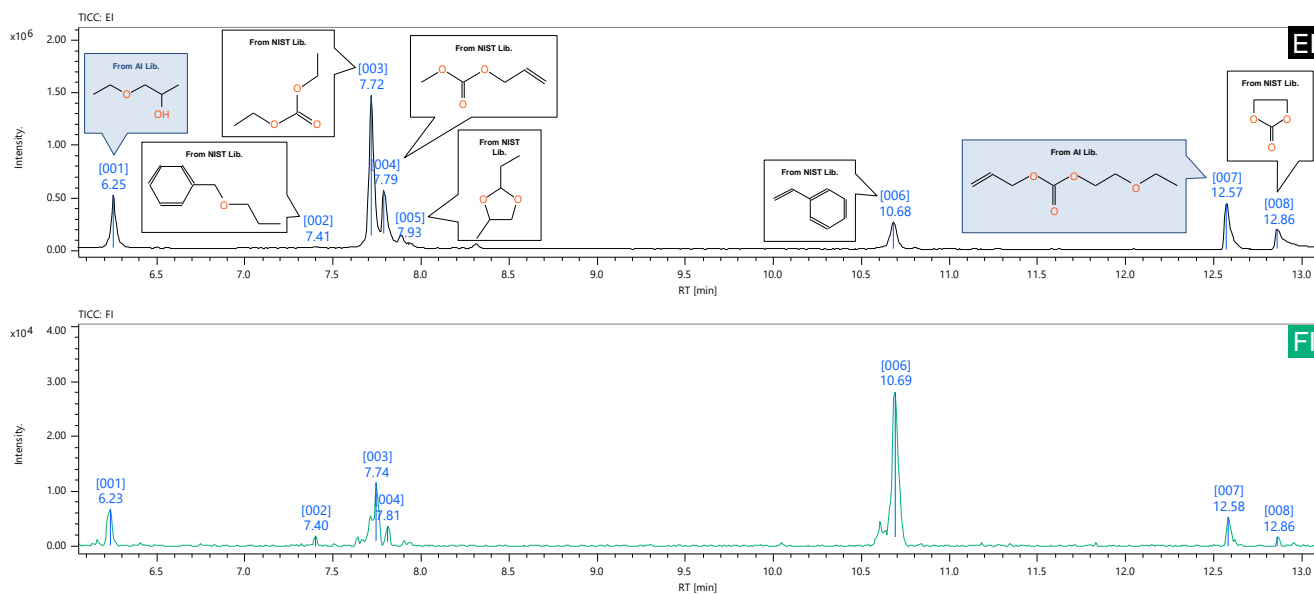 TICC: EI
x10⁶
2.00
1.50
1.00
0.50
0.00
Intensity.
From AI Lib.
O
OH
[001]
6.25
From NIST Lib.
O
O
O
[003]
7.72
From NIST Lib.
O
O
O
[004]
7.79
From NIST Lib.
O
[002]
7.41
From NIST
Lib.
O
O
[005]
7.93
From NIST Lib.
[006]
10.68
From AI Lib.
O
O
O
O
[007]
12.57
From NIST Lib.
O
O
O
[008]
12.86
6.5 7.0 7.5 8.0 8.5 9.0 9.5 10.0 10.5 11.0 11.5 12.0 12.5 13.0
RT [min]
TICC: FI
x10⁴
4.00
3.00
2.00
1.00
0.00
Intensity.
[001]
6.23
[002]
7.40
[003]
7.74
[004]
7.81
[006]
10.69
[007]
12.58
[008]
12.86
6.5 7.0 7.5 8.0 8.5 9.0 9.5 10.0 10.5 11.0 11.5 12.0 12.5 13.0
RT [min]